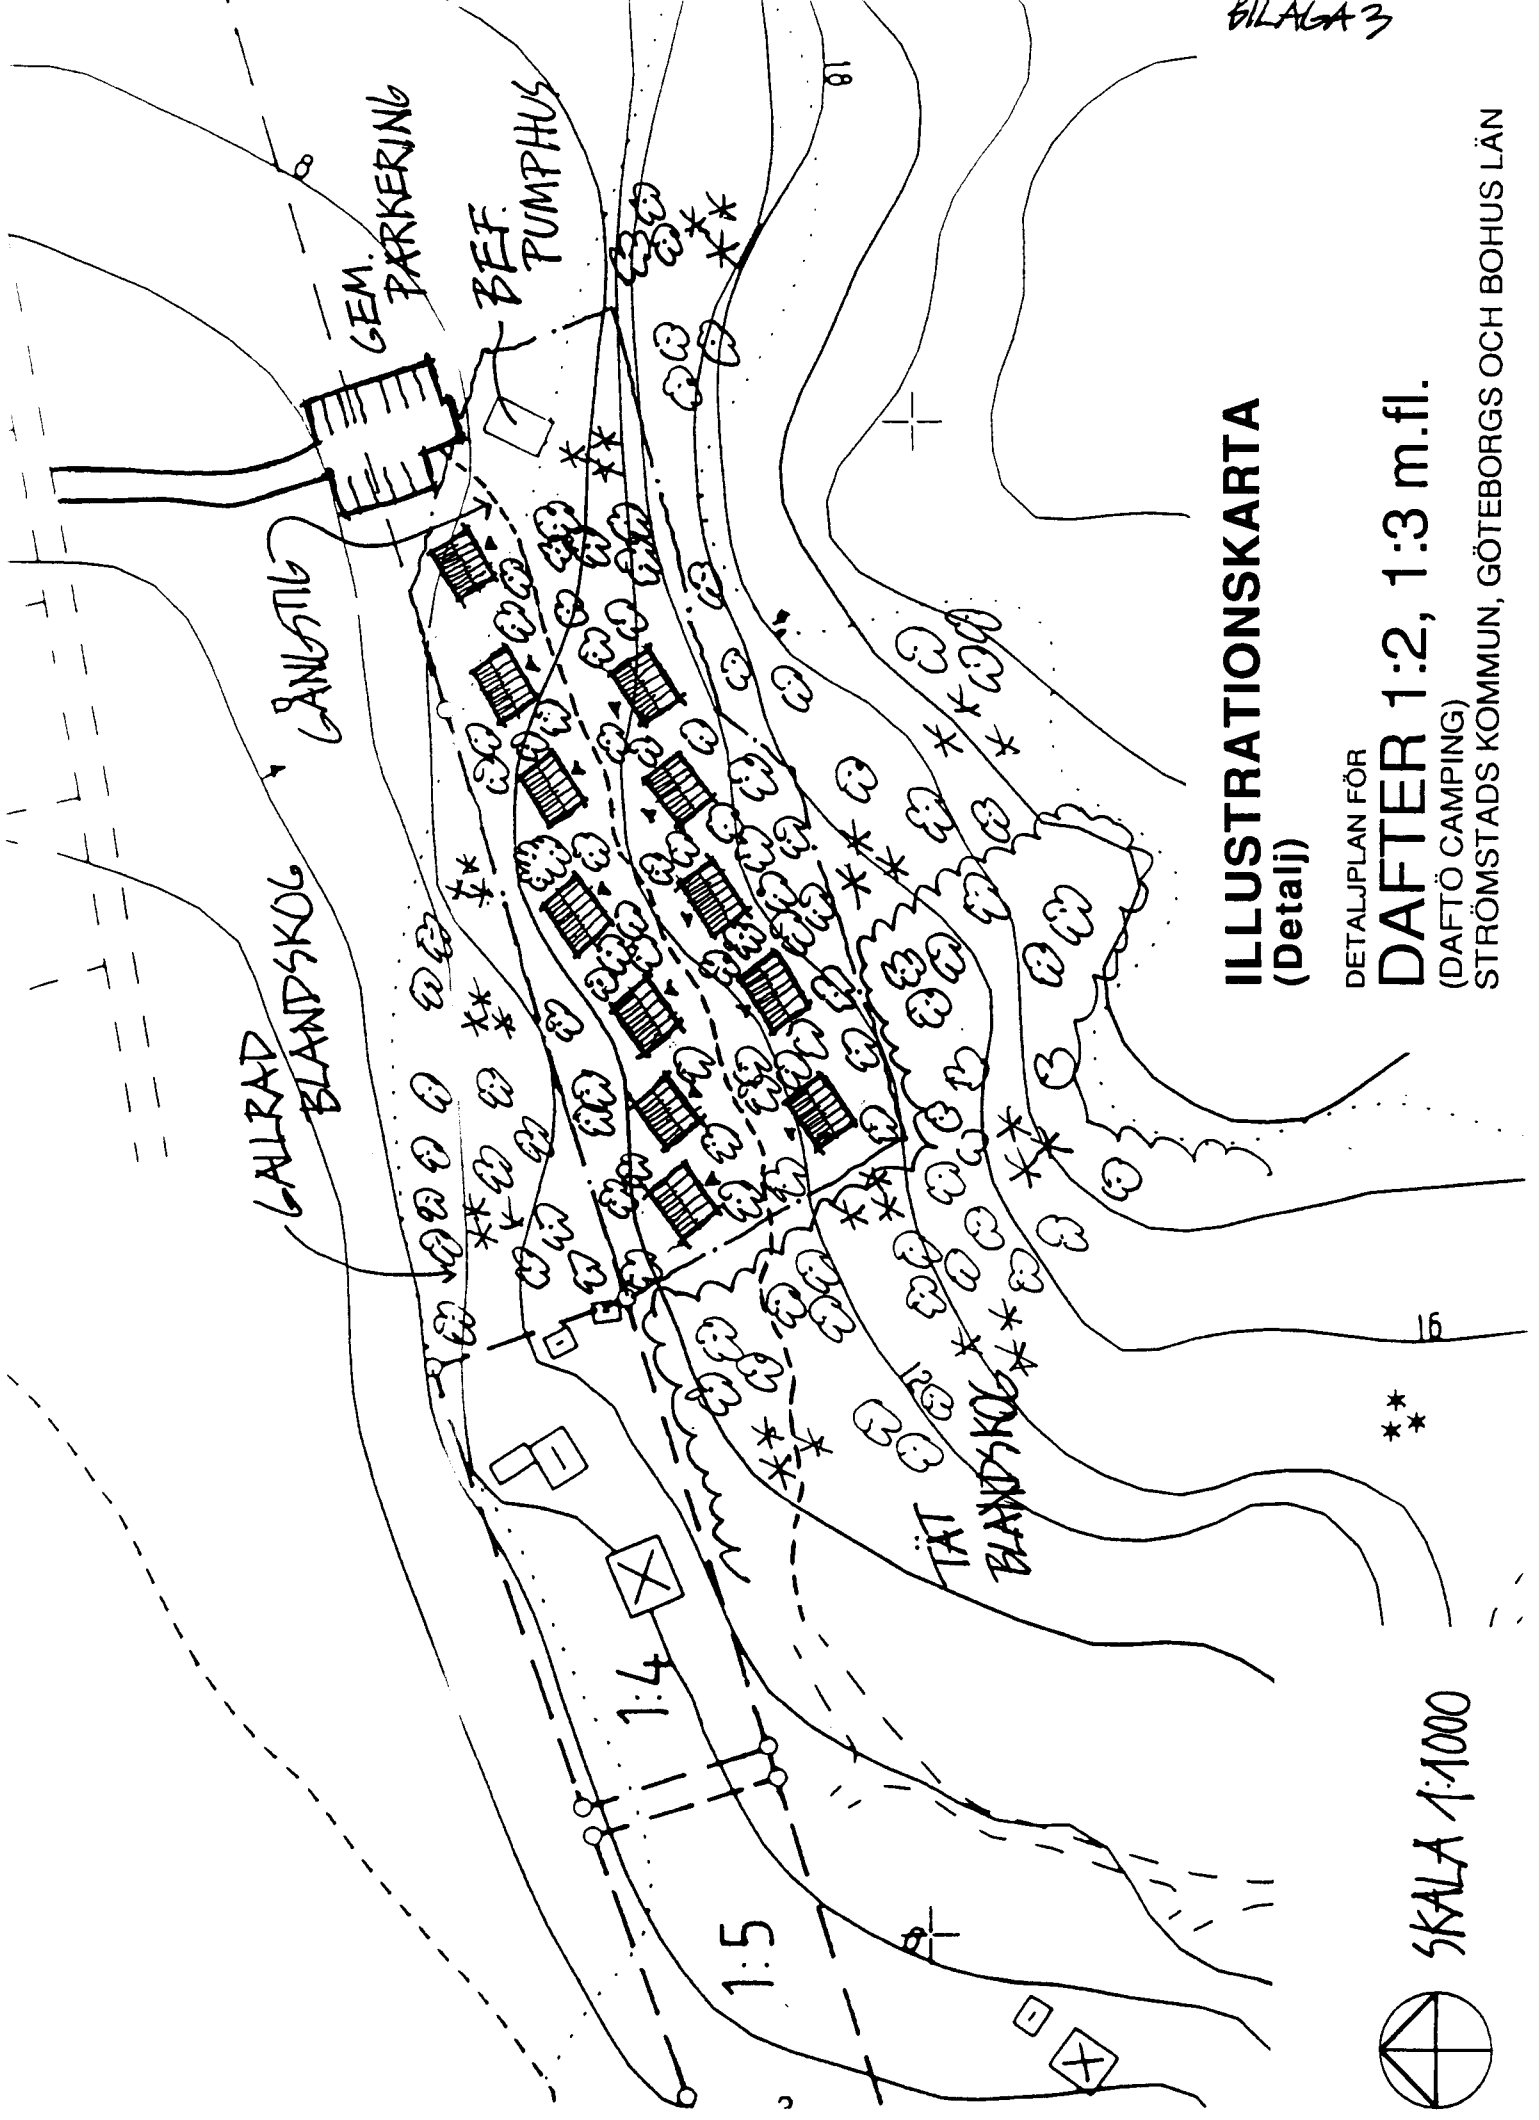 BILAGA 3
18
8
GEM.
PARKERING
BEF.
PUMPHUS
GÅNGSTIG
GALLRAD
BLANDSKOG
TÄT
BLANDSKOG
12
16
1:4
1:5
8
ILLUSTRATIONSKARTA
(Detalj)
DETALJPLAN FÖR
DAFTER 1:2, 1:3 m.fl.
(DAFTÖ CAMPING)
STRÖMSTADS KOMMUN, GÖTEBORGS OCH BOHUS LÄN
SKALA 1:1000